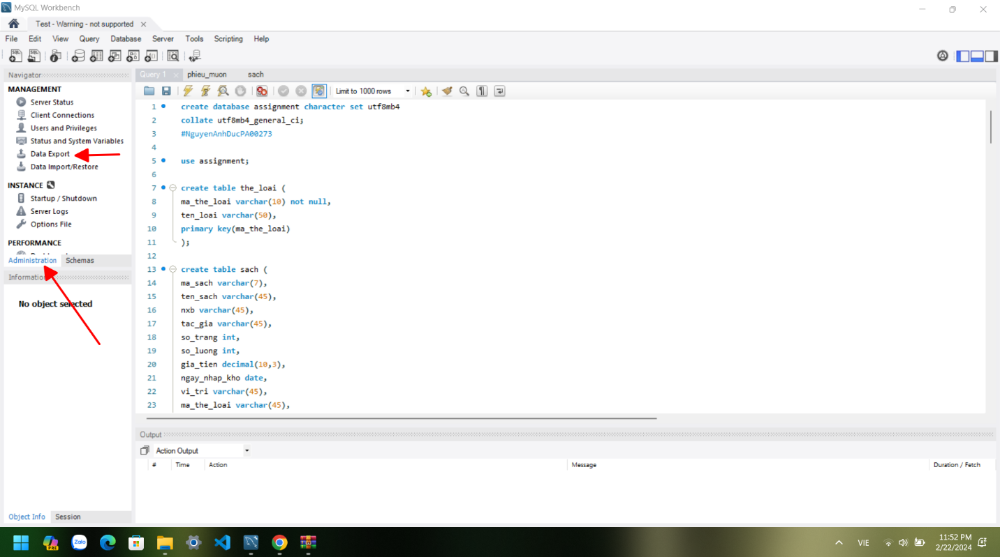 MySQL Workbench
Test - Warning - not supported
File Edit View Query Database Server Tools Scripting Help
Navigator
MANAGEMENT
Server Status
Client Connections
Users and Privileges
Status and System Variables
Data Export
Data Import/Restore
INSTANCE
Startup / Shutdown
Server Logs
Options File
PERFORMANCE
Administration Schemas
Information
No object selected
Object Info Session
Query 1 phieu_muon sach
Limit to 1000 rows
1 create database assignment character set utf8mb4
2 collate utf8mb4_general_ci;
3 #NguyenAnhDucPA00273
4
5 use assignment;
6
7 create table the_loai (
8 ma_the_loai varchar(10) not null,
9 ten_loai varchar(50),
10 primary key(ma_the_loai)
11 );
12
13 create table sach (
14 ma_sach varchar(7),
15 ten_sach varchar(45),
16 nxb varchar(45),
17 tac_gia varchar(45),
18 so_trang int,
19 so_luong int,
20 gia_tien decimal(10,3),
21 ngay_nhap_kho date,
22 vi_tri varchar(45),
23 ma_the_loai varchar(45),
Output
Action Output
# Time Action Message Duration / Fetch
PRE
Zalo
VIE
11:52 PM
2/22/2024